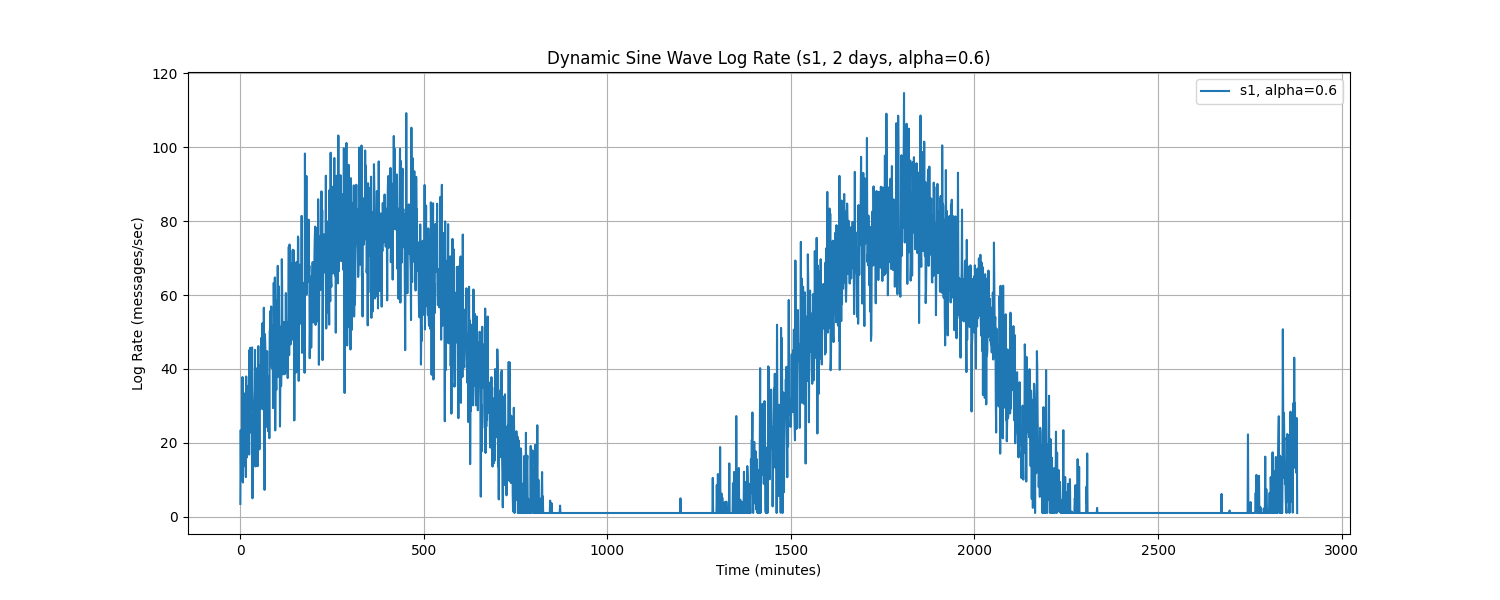 Dynamic Sine Wave Log Rate (s1, 2 days, alpha=0.6)
s1, alpha=0.6
Log Rate (messages/sec)
120
100
80
60
40
20
0
0 500 1000 1500 2000 2500 3000
Time (minutes)